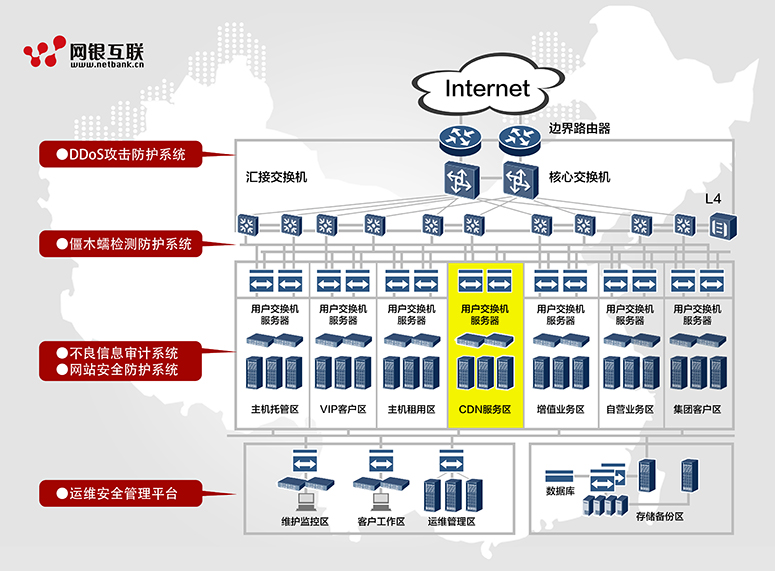 网银互联
www.netbank.cn
Internet
边界路由器
●DDoS攻击防护系统
汇接交换机
核心交换机
L4
●僵木蠕检测防护系统
用户交换机
服务器
用户交换机
服务器
用户交换机
服务器
用户交换机
服务器
用户交换机
服务器
用户交换机
服务器
用户交换机
服务器
●不良信息审计系统
●网站安全防护系统
主机托管区
VIP客户区
主机租用区
CDN服务区
增值业务区
自营业务区
集团客户区
●运维安全管理平台
数据库
维护监控区
客户工作区
运维管理区
存储备份区